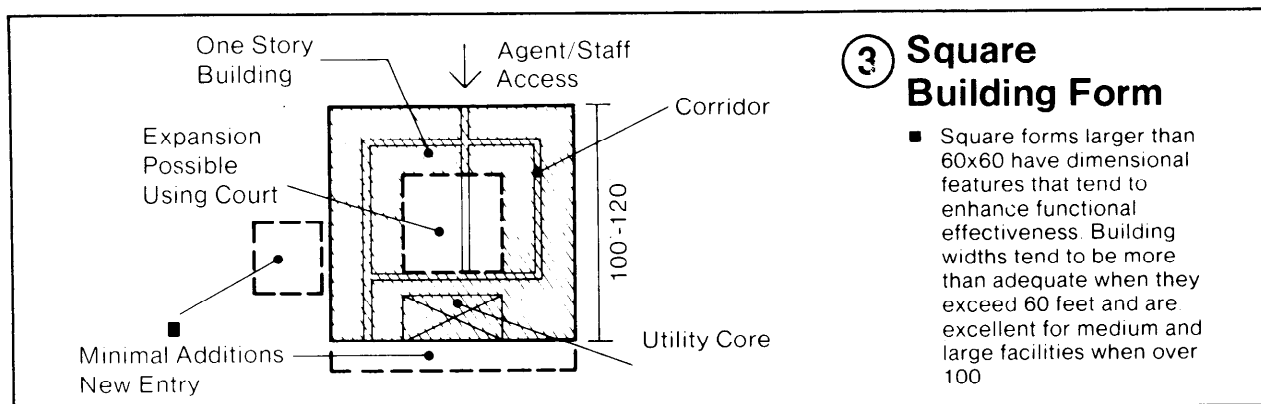 One Story
Building
Agent/Staff
Access
Corridor
Expansion
Possible
Using Court
100-120
Utility Core
Minimal Additions
New Entry
3 Square
Building Form
■ Square forms larger than
60x60 have dimensional
features that tend to
enhance functional
effectiveness. Building
widths tend to be more
than adequate when they
exceed 60 feet and are
excellent for medium and
large facilities when over
100